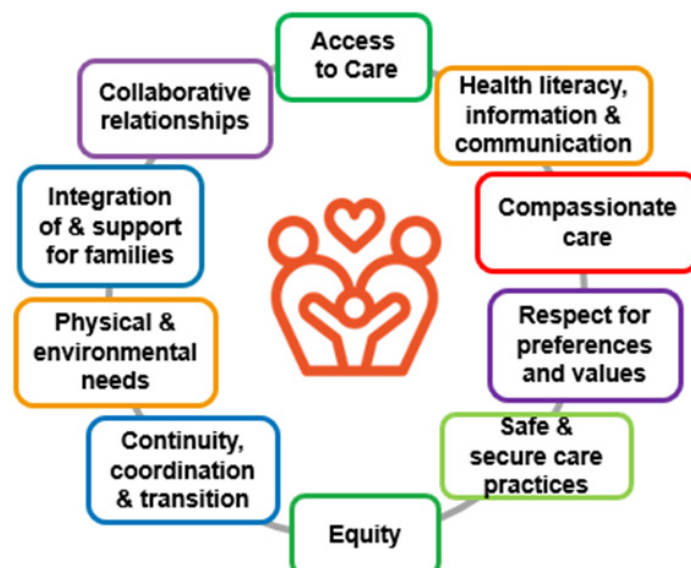 Access
to Care
Health literacy,
information &
communication
Compassionate
care
Respect for
preferences
and values
Safe &
secure care
practices
Equity
Continuity,
coordination
& transition
Physical &
environmental
needs
Integration
of & support
for families
Collaborative
relationships